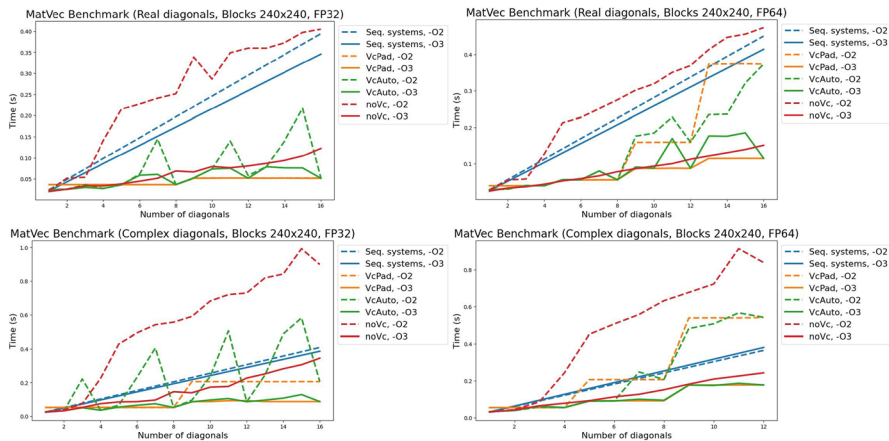 MatVec Benchmark (Real diagonals, Blocks 240x240, FP32)
0.40
0.35
0.30
0.25
0.20
0.15
0.10
0.05
Time (s)
2 4 6 8 10 12 14 16
Number of diagonals
Seq. systems, -O2
Seq. systems, -O3
VcPad, -O2
VcPad, -O3
VcAuto, -O2
VcAuto, -O3
noVc, -O2
noVc, -O3
MatVec Benchmark (Real diagonals, Blocks 240x240, FP64)
0.4
0.3
0.2
0.1
Time (s)
2 4 6 8 10 12 14 16
Number of diagonals
Seq. systems, -O2
Seq. systems, -O3
VcPad, -O2
VcPad, -O3
VcAuto, -O2
VcAuto, -O3
noVc, -O2
noVc, -O3
MatVec Benchmark (Complex diagonals, Blocks 240x240, FP32)
1.0
0.8
0.6
0.4
0.2
0.0
Time (s)
2 4 6 8 10 12 14 16
Number of diagonals
Seq. systems, -O2
Seq. systems, -O3
VcPad, -O2
VcPad, -O3
VcAuto, -O2
VcAuto, -O3
noVc, -O2
noVc, -O3
MatVec Benchmark (Complex diagonals, Blocks 240x240, FP64)
0.8
0.6
0.4
0.2
0.0
Time (s)
2 4 6 8 10 12
Number of diagonals
Seq. systems, -O2
Seq. systems, -O3
VcPad, -O2
VcPad, -O3
VcAuto, -O2
VcAuto, -O3
noVc, -O2
noVc, -O3